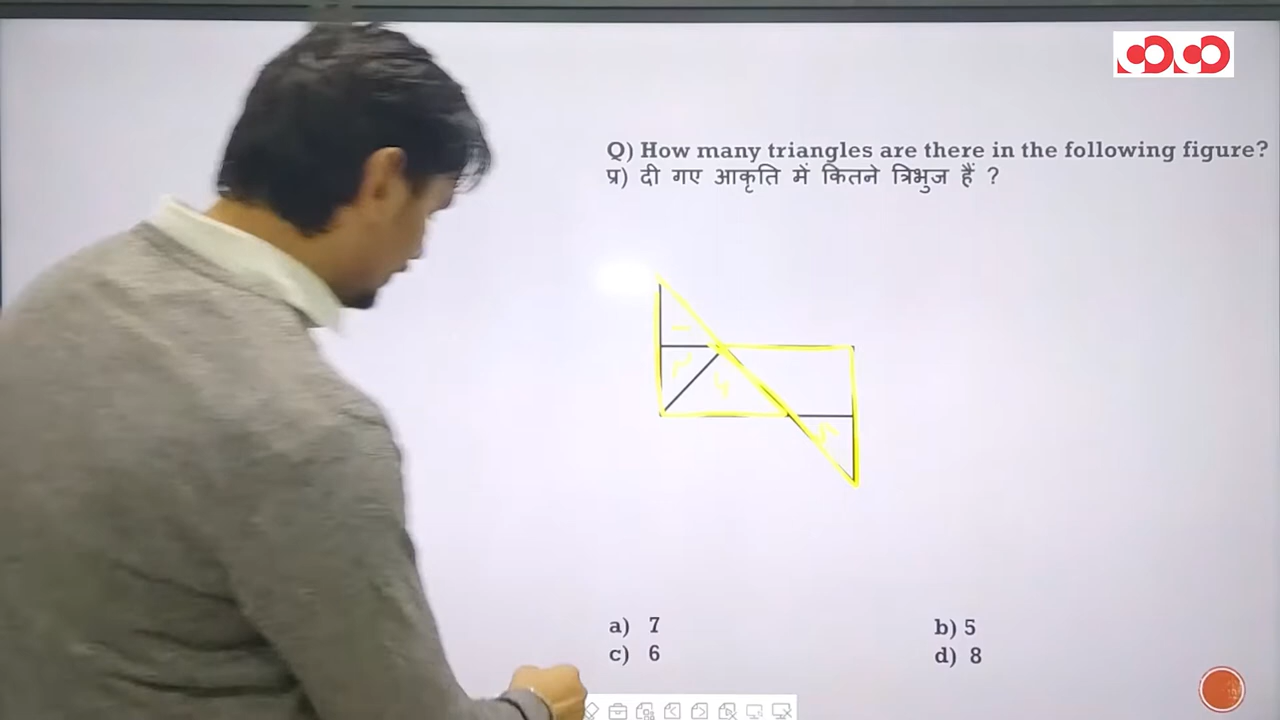 Q) How many triangles are there in the following figure?
प्र) दी गए आकृति में कितने त्रिभुज हैं ?
a) 7
b) 5
c) 6
d) 8